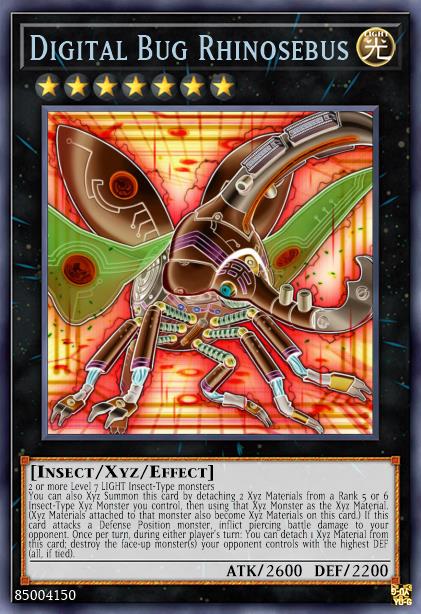 DIGITAL BUG RHINOSEBUS
LIGHT
光
[INSECT/XYZ/EFFECT]
2 or more Level 7 LIGHT Insect-Type monsters
You can also Xyz Summon this card by detaching 2 Xyz Materials from a Rank 5 or 6
Insect-Type Xyz Monster you control, then using that Xyz Monster as the Xyz Material.
(Xyz Materials attached to that monster also become Xyz Materials on this card.) If this
card attacks a Defense Position monster, inflict piercing battle damage to your
opponent. Once per turn, during either player's turn: You can detach 1 Xyz Material from
this card; destroy the face-up monster(s) your opponent controls with the highest DEF
(all, if tied).
ATK/2600 DEF/2200
85004150